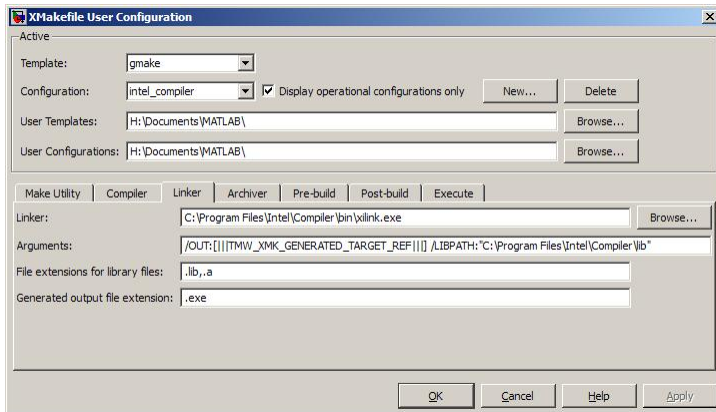 XMakefile User Configuration
Active
Template: gmake
Configuration: intel_compiler Display operational configurations only New... Delete
User Templates: H:\Documents\MATLAB\ Browse...
User Configurations: H:\Documents\MATLAB\ Browse...
Make Utility Compiler Linker Archiver Pre-build Post-build Execute
Linker: C:\Program Files\Intel\Compiler\bin\xilink.exe Browse...
Arguments: /OUT:[|||TMW_XMK_GENERATED_TARGET_REF|||] /LIBPATH:"C:\Program Files\Intel\Compiler\lib"
File extensions for library files: .lib,.a
Generated output file extension: .exe
OK Cancel Help Apply